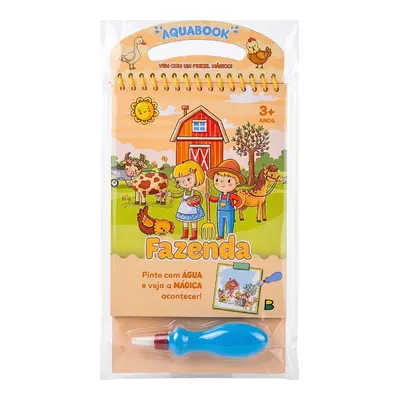 AQUABOOK
VEM COM UM PINCEL MÁGICO!
3+
ANOS
Fazenda
Pinte com ÁGUA
e veja a MÁGICA
acontecer!
B